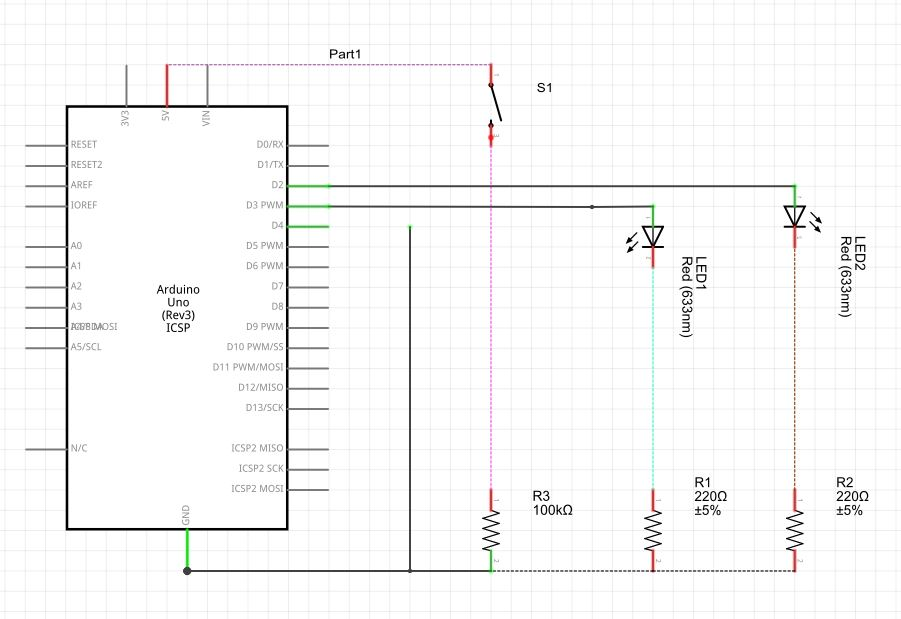 Part1
S1
3V3
5V
VIN
RESET
RESET2
AREF
IOREF
A0
A1
A2
A3
A5/SCL
N/C
Arduino
Uno
(Rev3)
ICSP
D0/RX
D1/TX
D2
D3 PWM
D4
D5 PWM
D6 PWM
D7
D8
D9 PWM
D10 PWM/SS
D11 PWM/MOSI
D12/MISO
D13/SCK
ICSP2 MISO
ICSP2 SCK
ICSP2 MOSI
GND
LED1
Red (633nm)
LED2
Red (633nm)
R3
100kΩ
R1
220Ω
±5%
R2
220Ω
±5%